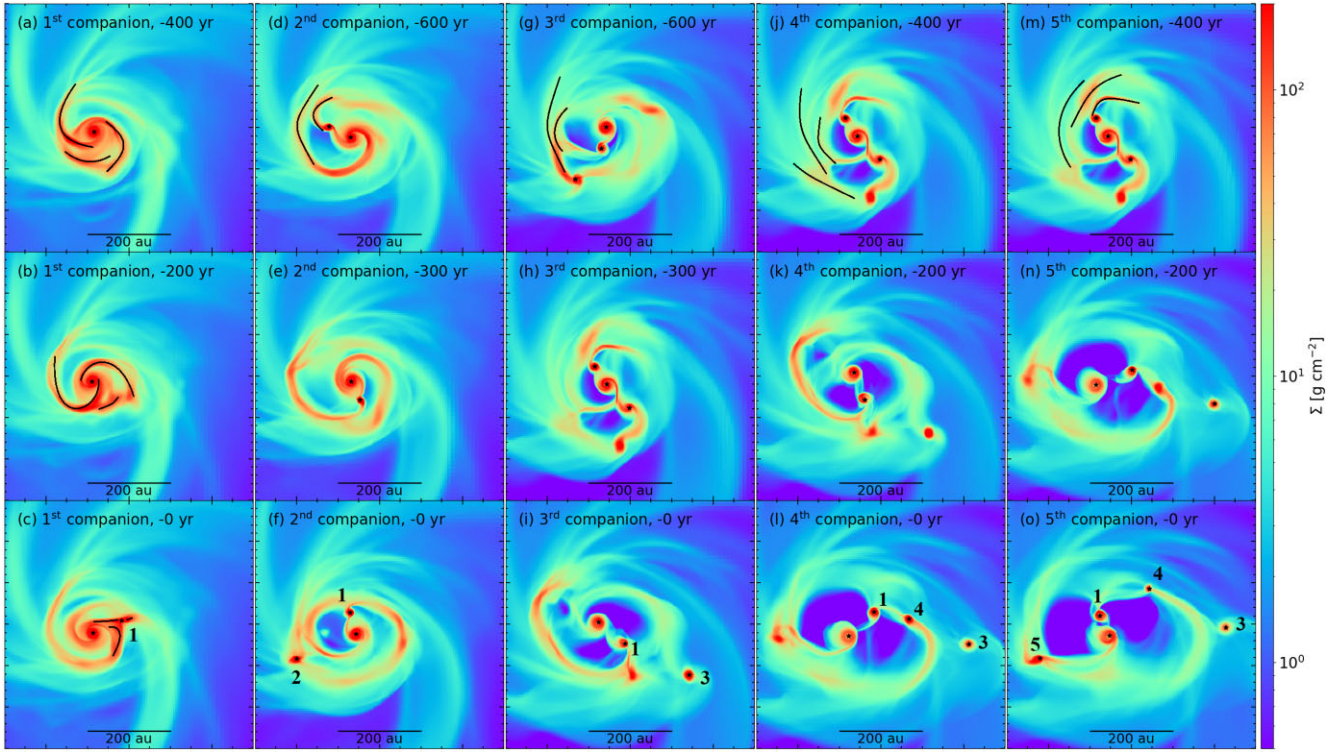 (a) 1st companion, -400 yr
200 au
(d) 2nd companion, -600 yr
200 au
(g) 3rd companion, -600 yr
200 au
(j) 4th companion, -400 yr
200 au
(m) 5th companion, -400 yr
200 au
(b) 1st companion, -200 yr
200 au
(e) 2nd companion, -300 yr
200 au
(h) 3rd companion, -300 yr
200 au
(k) 4th companion, -200 yr
200 au
(n) 5th companion, -200 yr
200 au
(c) 1st companion, -0 yr
1
200 au
(f) 2nd companion, -0 yr
1
2
200 au
(i) 3rd companion, -0 yr
1
3
200 au
(l) 4th companion, -0 yr
1
4
3
200 au
(o) 5th companion, -0 yr
4
1
3
5
200 au
10²
10¹
10⁰
Σ [g cm⁻²]